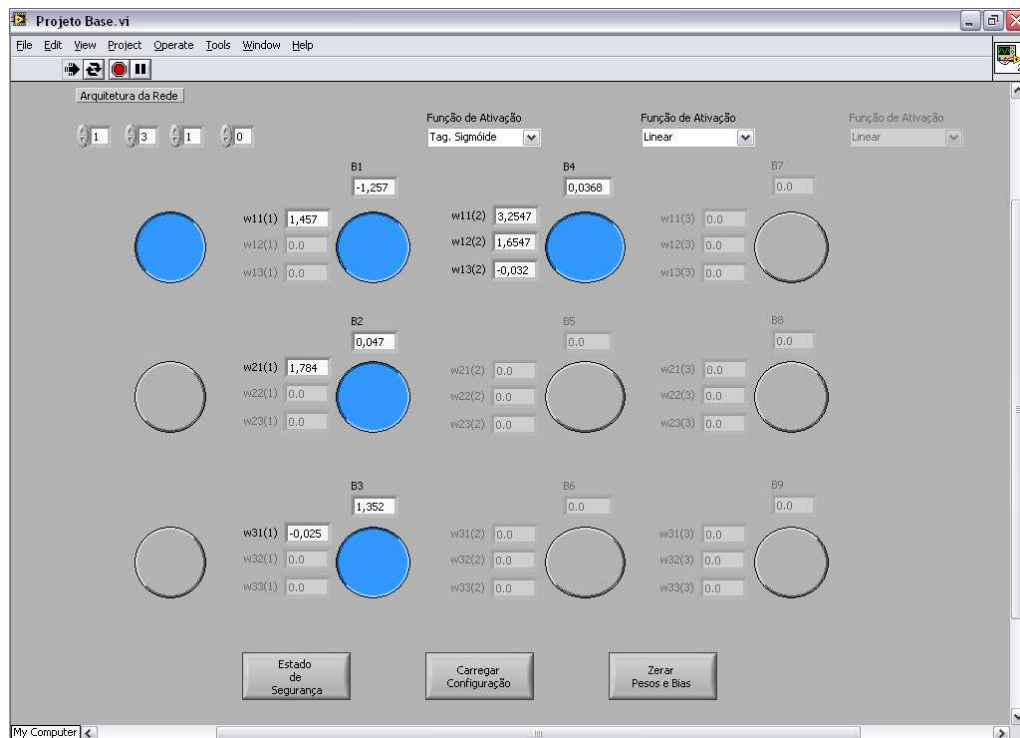 Projeto Base.vi
File Edit View Project Operate Tools Window Help
Arquitetura da Rede
1 3 1 0
Função de Ativação Função de Ativação Função de Ativação
Tag. Sigmóide Linear Linear
B1 B4 B7
-1,257 0,0368 0.0
w11(1) 1,457 w11(2) 3,2547 w11(3) 0.0
w12(1) 0.0 w12(2) 1,6547 w12(3) 0.0
w13(1) 0.0 w13(2) -0,032 w13(3) 0.0
B2 B5 B8
0,047 0.0 0.0
w21(1) 1,784 w21(2) 0.0 w21(3) 0.0
w22(1) 0.0 w22(2) 0.0 w22(3) 0.0
w23(1) 0.0 w23(2) 0.0 w23(3) 0.0
B3 B6 B9
1,352 0.0 0.0
w31(1) -0,025 w31(2) 0.0 w31(3) 0.0
w32(1) 0.0 w32(2) 0.0 w32(3) 0.0
w33(1) 0.0 w33(2) 0.0 w33(3) 0.0
Estado
de
Segurança
Carregar
Configuração
Zerar
Pesos e Bias
My Computer